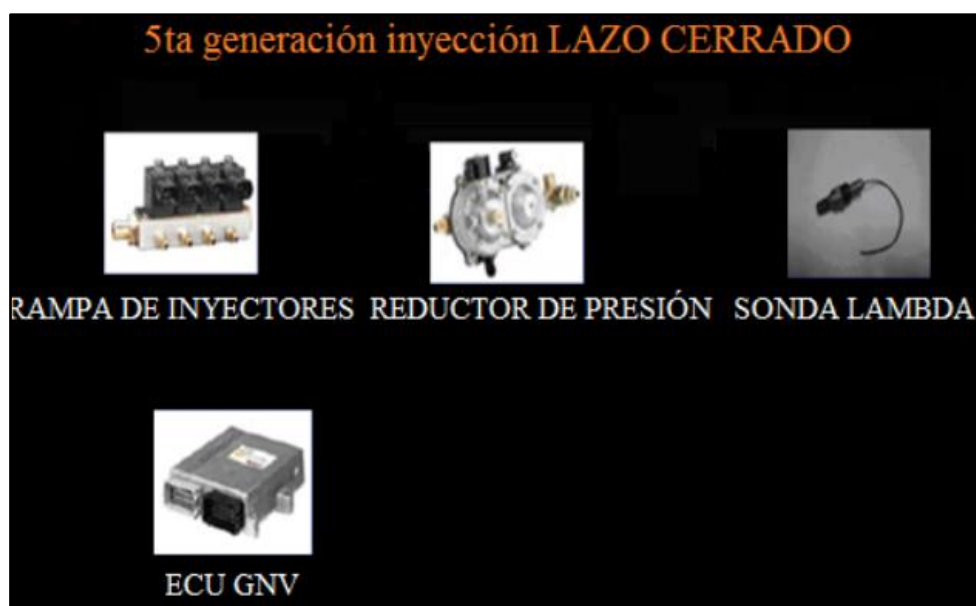 5ta generación inyección LAZO CERRADO
RAMPA DE INYECTORES REDUCTOR DE PRESIÓN SONDA LAMBDA
ECU GNV